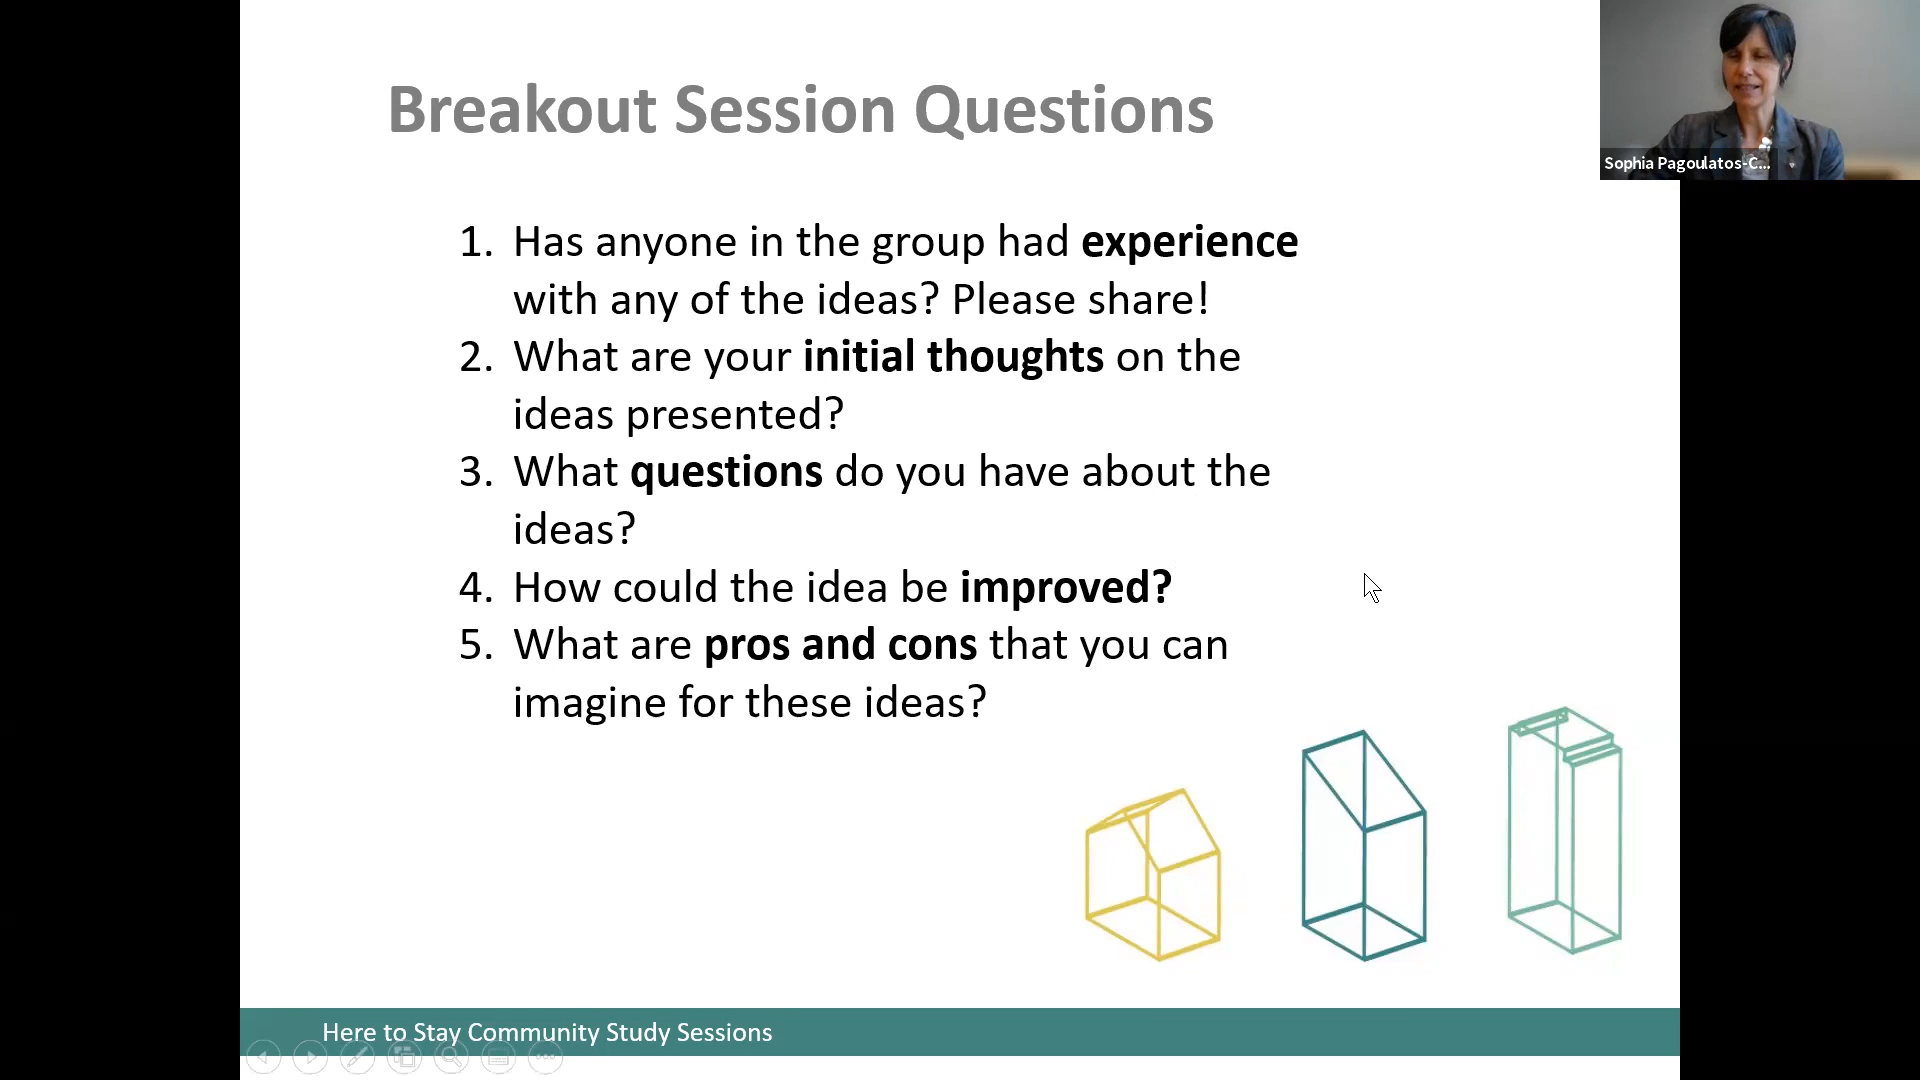 Breakout Session Questions
Sophia Pagoulatos-C...
1. Has anyone in the group had experience
with any of the ideas? Please share!
2. What are your initial thoughts on the
ideas presented?
3. What questions do you have about the
ideas?
4. How could the idea be improved?
5. What are pros and cons that you can
imagine for these ideas?
Here to Stay Community Study Sessions